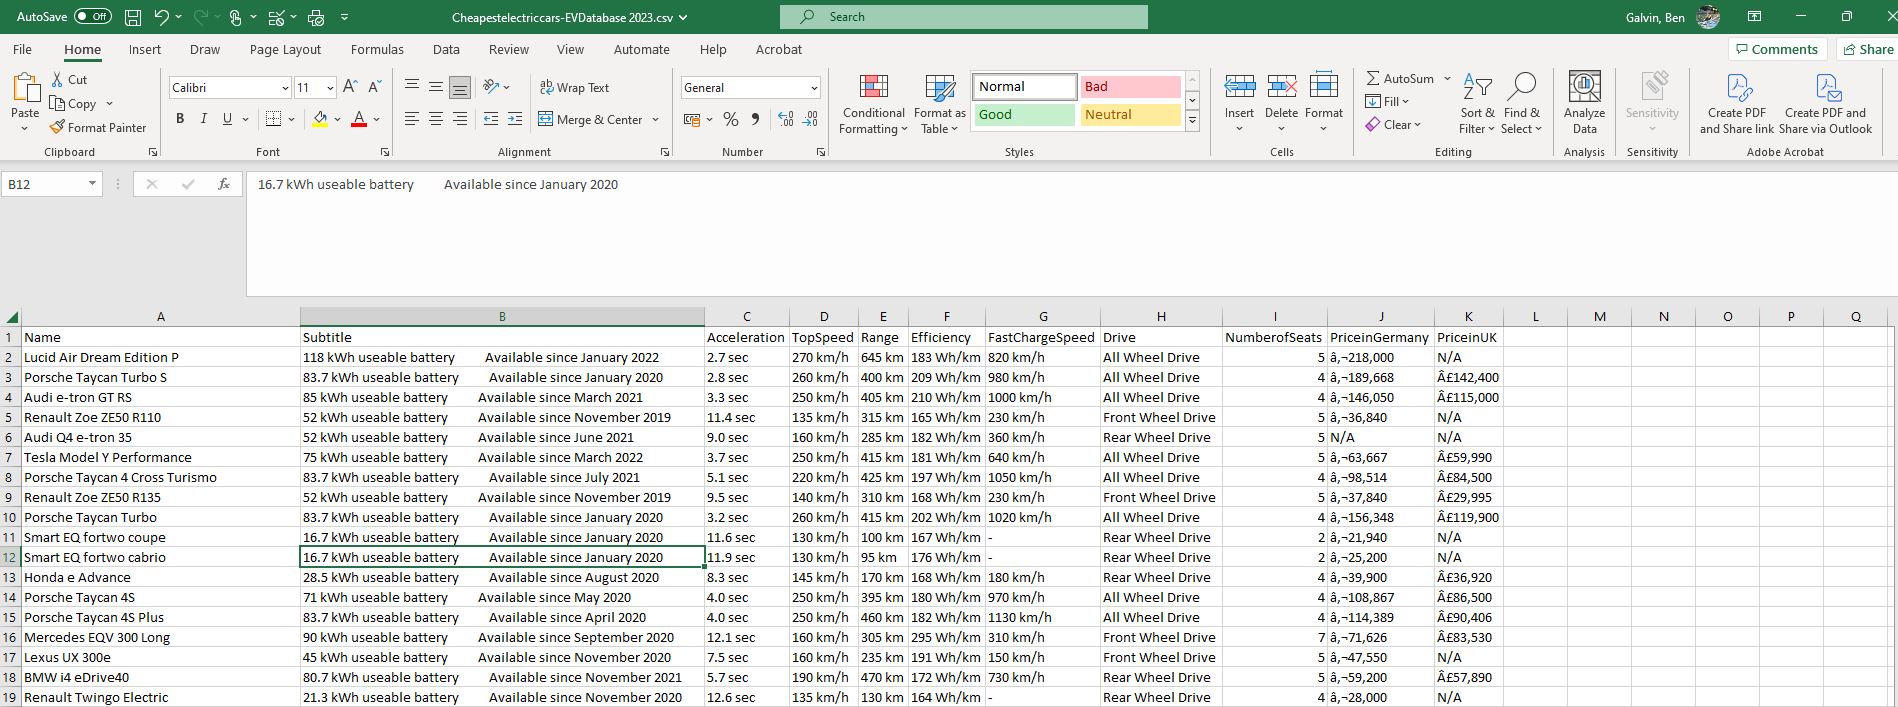 AutoSave Off Cheapestelectriccars-EVDatabase 2023.csv Search Galvin, Ben
File Home Insert Draw Page Layout Formulas Data Review View Automate Help Acrobat Comments Share
Paste Cut Copy Format Painter
Clipboard
Calibri 11 A A
B I U A
Font
ab Wrap Text
Merge & Center
Alignment
General
% 9 .00 .00
Number
Conditional Formatting Format as Table
Normal Bad
Good Neutral
Styles
Insert Delete Format
Cells
AutoSum
Fill
Clear
Sort & Filter Find & Select
Editing
Analyze Data
Analysis
Sensitivity
Sensitivity
Create PDF and Share link Create PDF and Share via Outlook
Adobe Acrobat
B12 fx 16.7 kWh useable battery Available since January 2020
A B C D E F G H I J K L M N O P Q
1 Name Subtitle Acceleration TopSpeed Range Efficiency FastChargeSpeed Drive NumberofSeats PriceinGermany PriceinUK
2 Lucid Air Dream Edition P 118 kWh useable battery Available since January 2022 2.7 sec 270 km/h 645 km 183 Wh/km 820 km/h All Wheel Drive 5 â‚¬218,000 N/A
3 Porsche Taycan Turbo S 83.7 kWh useable battery Available since January 2020 2.8 sec 260 km/h 400 km 209 Wh/km 980 km/h All Wheel Drive 4 â‚¬189,668 Â£142,400
4 Audi e-tron GT RS 85 kWh useable battery Available since March 2021 3.3 sec 250 km/h 405 km 210 Wh/km 1000 km/h All Wheel Drive 4 â‚¬146,050 Â£115,000
5 Renault Zoe ZE50 R110 52 kWh useable battery Available since November 2019 11.4 sec 135 km/h 315 km 165 Wh/km 230 km/h Front Wheel Drive 5 â‚¬36,840 N/A
6 Audi Q4 e-tron 35 52 kWh useable battery Available since June 2021 9.0 sec 160 km/h 285 km 182 Wh/km 360 km/h Rear Wheel Drive 5 N/A N/A
7 Tesla Model Y Performance 75 kWh useable battery Available since March 2022 3.7 sec 250 km/h 415 km 181 Wh/km 640 km/h All Wheel Drive 5 â‚¬63,667 Â£59,990
8 Porsche Taycan 4 Cross Turismo 83.7 kWh useable battery Available since July 2021 5.1 sec 220 km/h 425 km 197 Wh/km 1050 km/h All Wheel Drive 4 â‚¬98,514 Â£84,500
9 Renault Zoe ZE50 R135 52 kWh useable battery Available since November 2019 9.5 sec 140 km/h 310 km 168 Wh/km 230 km/h Front Wheel Drive 5 â‚¬37,840 Â£29,995
10 Porsche Taycan Turbo 83.7 kWh useable battery Available since January 2020 3.2 sec 260 km/h 415 km 202 Wh/km 1020 km/h All Wheel Drive 4 â‚¬156,348 Â£119,900
11 Smart EQ fortwo coupe 16.7 kWh useable battery Available since January 2020 11.6 sec 130 km/h 100 km 167 Wh/km - Rear Wheel Drive 2 â‚¬21,940 N/A
12 Smart EQ fortwo cabrio 16.7 kWh useable battery Available since January 2020 11.9 sec 130 km/h 95 km 176 Wh/km - Rear Wheel Drive 2 â‚¬25,200 N/A
13 Honda e Advance 28.5 kWh useable battery Available since August 2020 8.3 sec 145 km/h 170 km 168 Wh/km 180 km/h Rear Wheel Drive 4 â‚¬39,900 Â£36,920
14 Porsche Taycan 4S 71 kWh useable battery Available since May 2020 4.0 sec 250 km/h 395 km 180 Wh/km 970 km/h All Wheel Drive 4 â‚¬108,867 Â£86,500
15 Porsche Taycan 4S Plus 83.7 kWh useable battery Available since April 2020 4.0 sec 250 km/h 460 km 182 Wh/km 1130 km/h All Wheel Drive 4 â‚¬114,389 Â£90,406
16 Mercedes EQV 300 Long 90 kWh useable battery Available since September 2020 12.1 sec 160 km/h 305 km 295 Wh/km 310 km/h Front Wheel Drive 7 â‚¬71,626 Â£83,530
17 Lexus UX 300e 45 kWh useable battery Available since November 2020 7.5 sec 160 km/h 235 km 191 Wh/km 150 km/h Front Wheel Drive 5 â‚¬47,550 N/A
18 BMW i4 eDrive40 80.7 kWh useable battery Available since November 2021 5.7 sec 190 km/h 470 km 172 Wh/km 730 km/h Rear Wheel Drive 5 â‚¬59,200 Â£57,890
19 Renault Twingo Electric 21.3 kWh useable battery Available since November 2020 12.6 sec 135 km/h 130 km 164 Wh/km - Rear Wheel Drive 4 â‚¬28,000 N/A